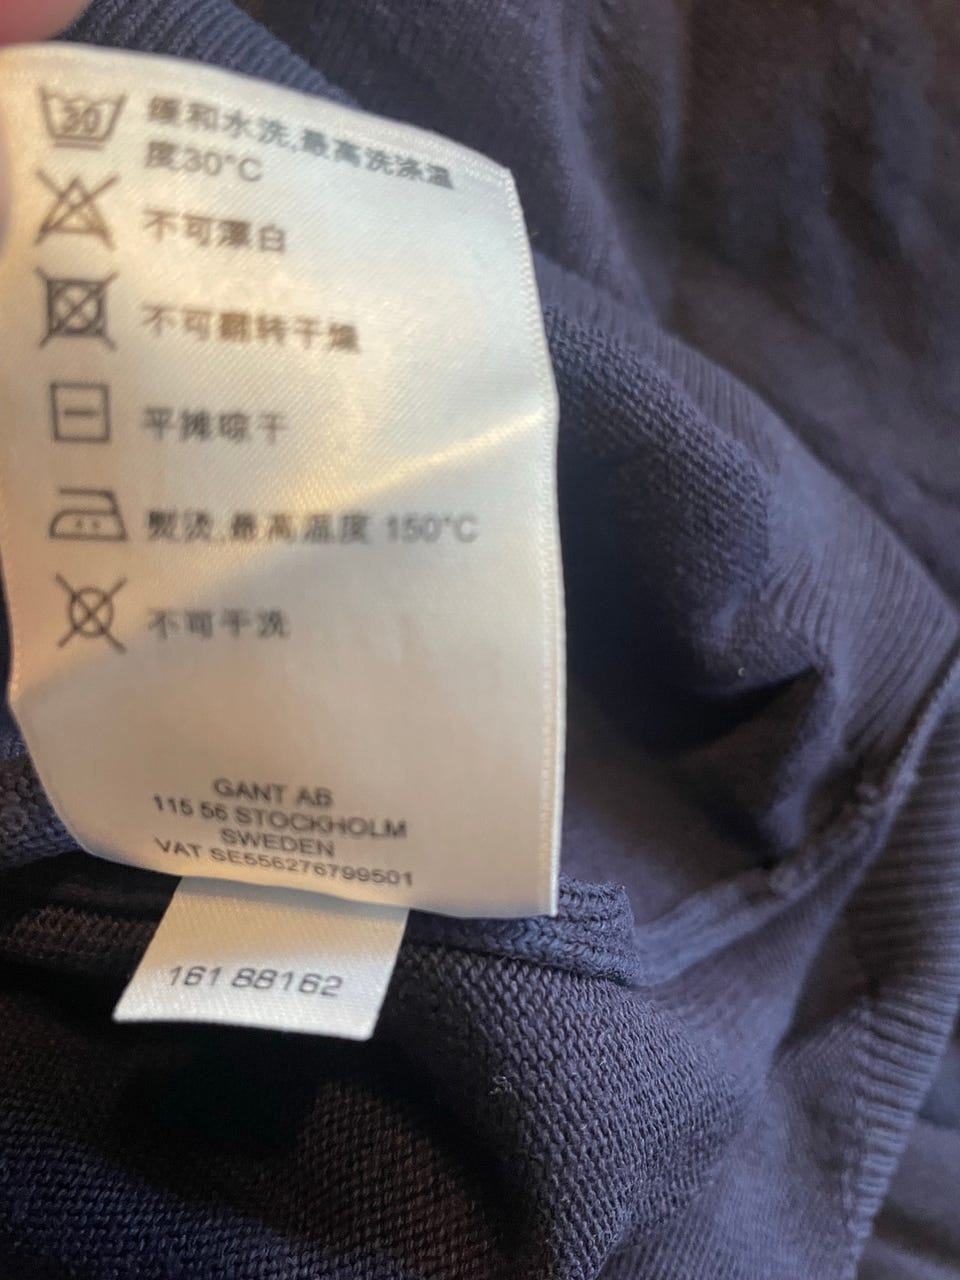 30
缓和水洗,最高洗涤温
度30°C
不可漂白
不可翻转干燥
平摊晾干
熨烫,最高温度 150°C
不可干洗
GANT AB
115 56 STOCKHOLM
SWEDEN
VAT SE556276799501
161 88162